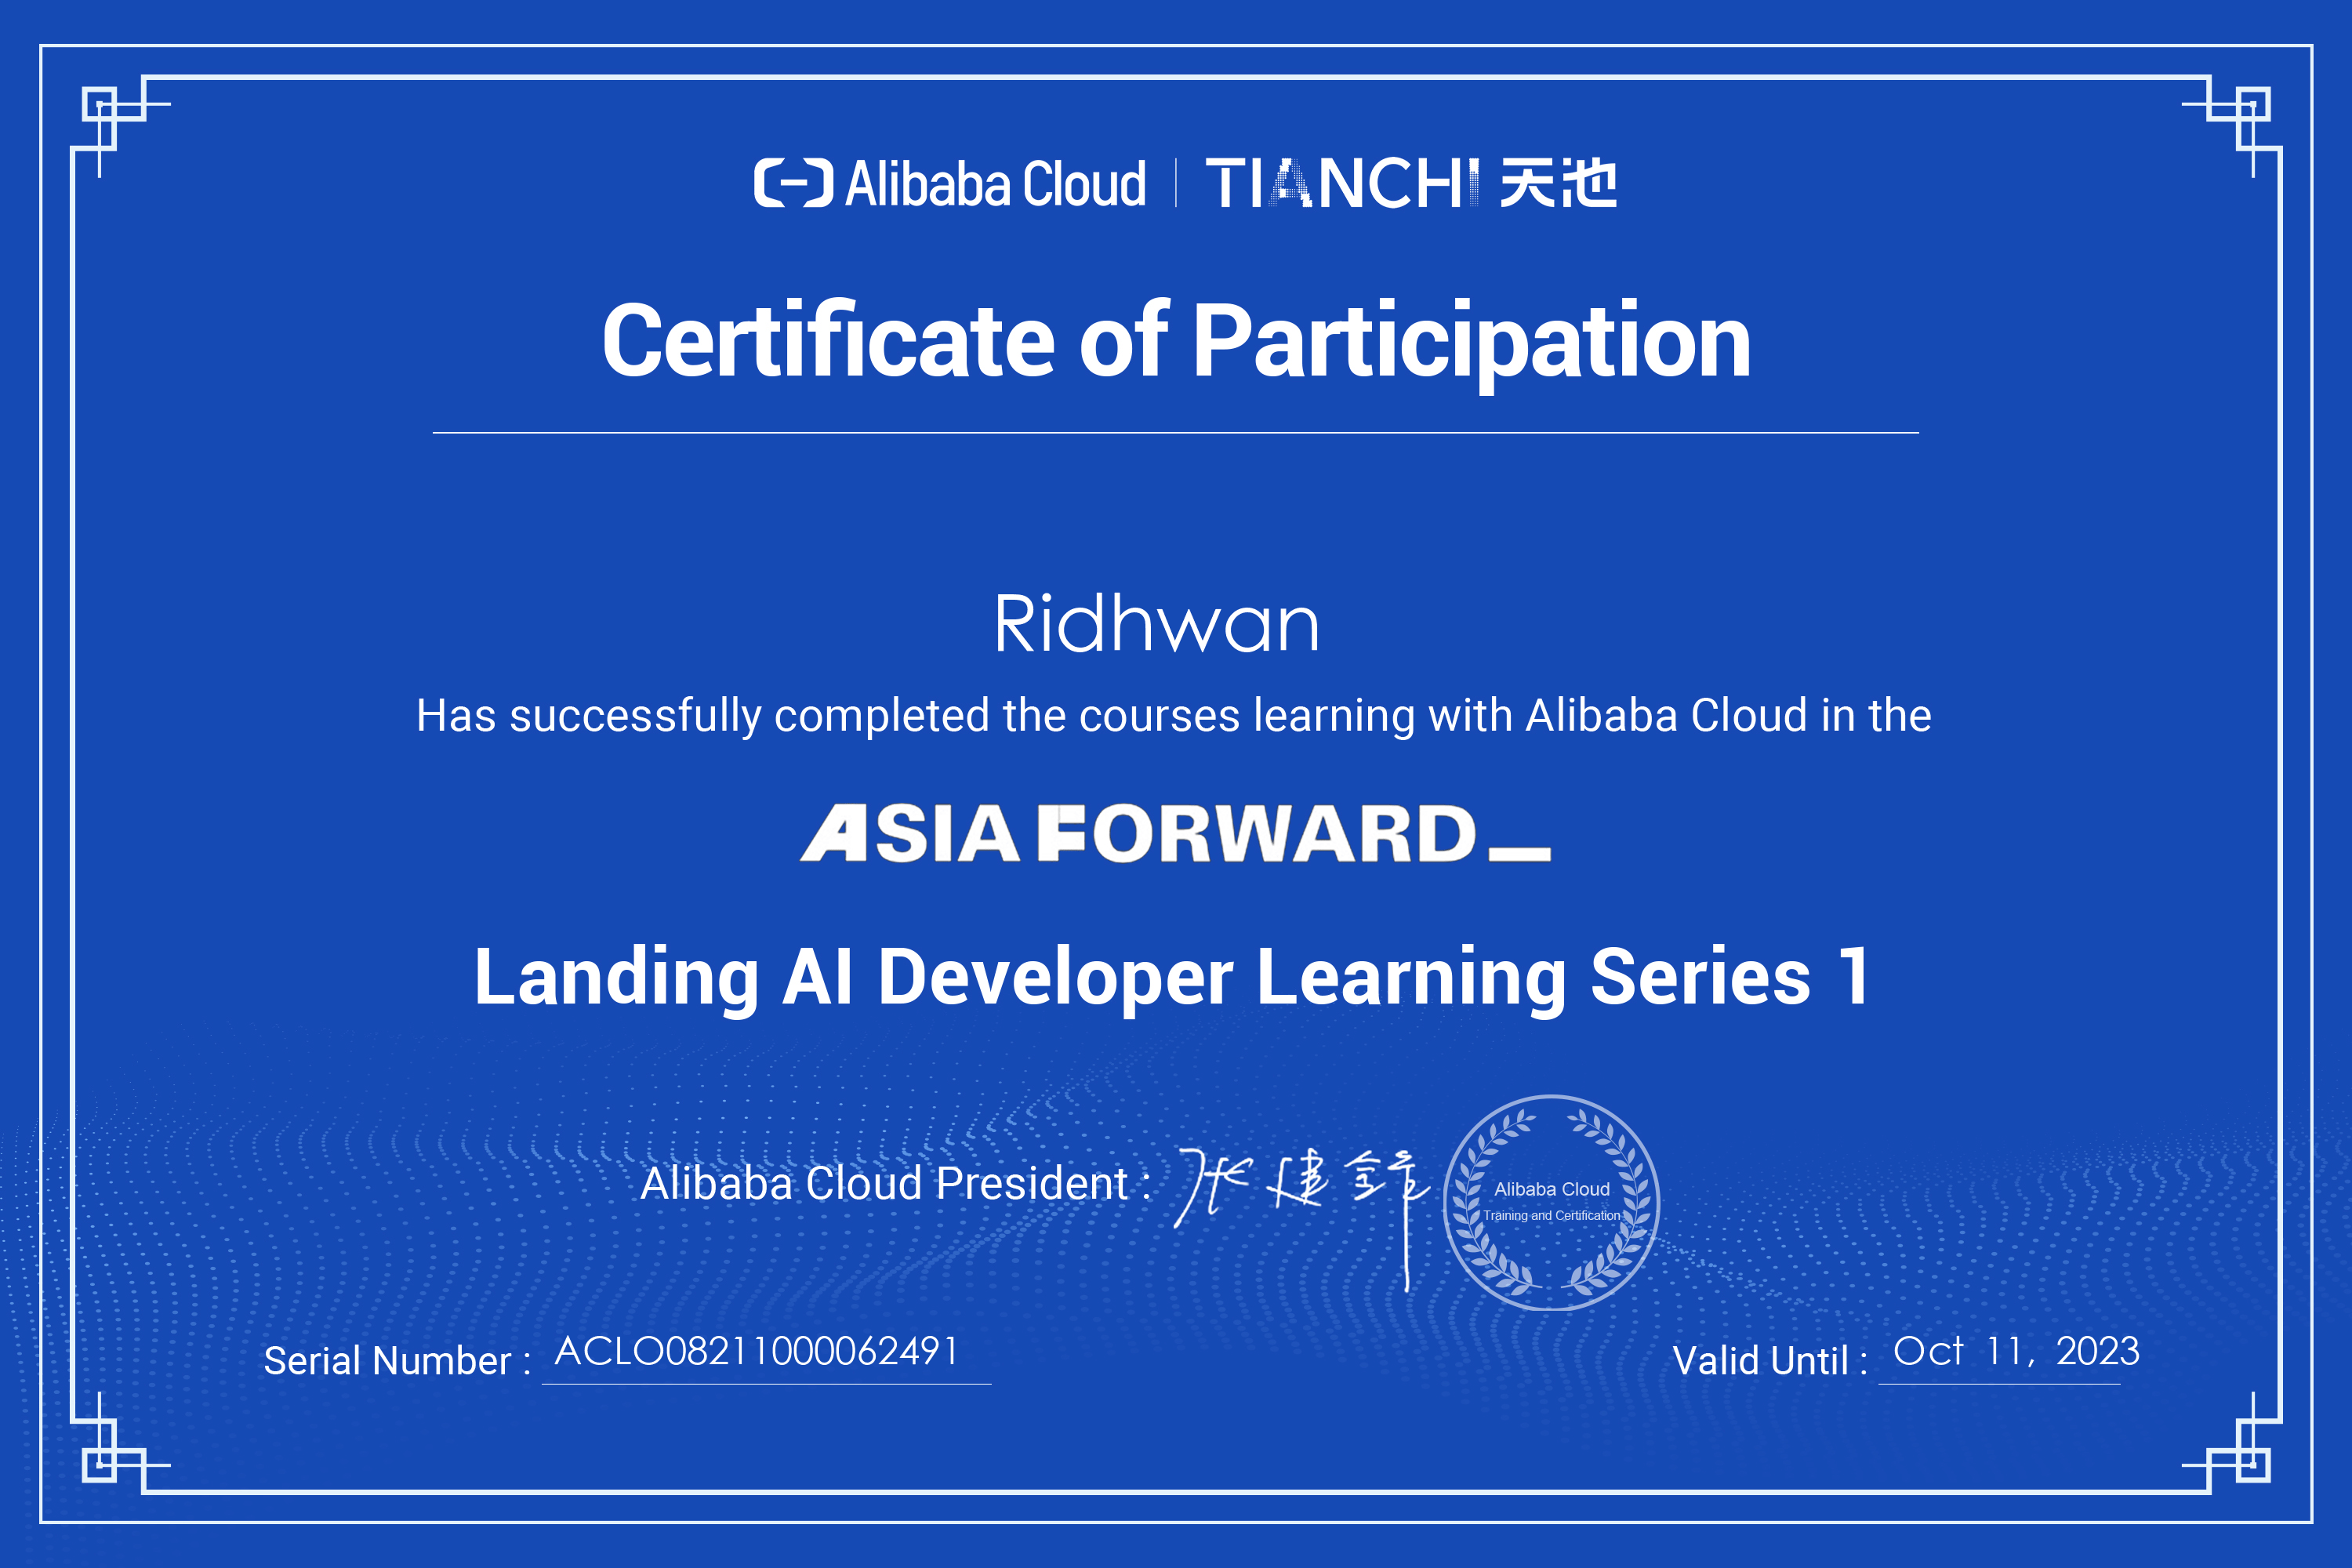 Alibaba Cloud | TIANCHI 天池
Certificate of Participation
Ridhwan
Has successfully completed the courses learning with Alibaba Cloud in the
ASIA FORWARD_
Landing AI Developer Learning Series 1
Alibaba Cloud President : 张建锋
Alibaba Cloud
Training and Certification
Serial Number : ACLO08211000062491
Valid Until : Oct 11, 2023